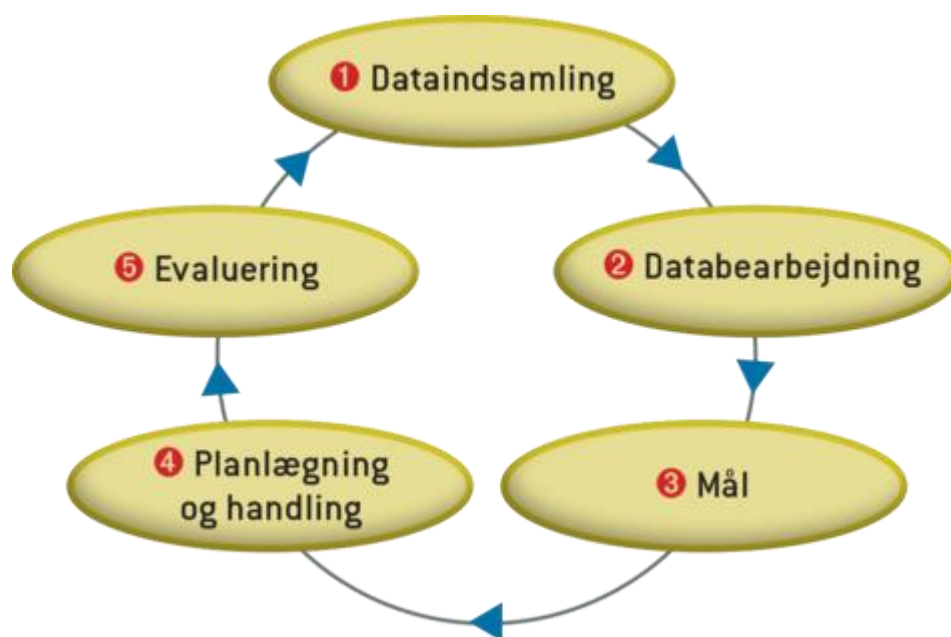 ❶ Dataindsamling
❷ Databearbejdning
❸ Mål
❹ Planlægning
og handling
❺ Evaluering